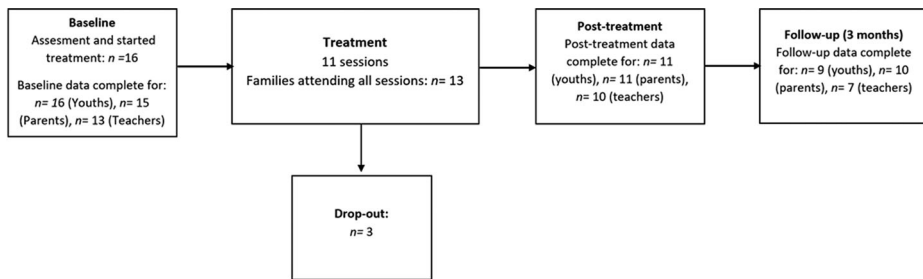 Baseline
Assesment and started
treatment: n =16
Baseline data complete for:
n= 16 (Youths), n= 15
(Parents), n= 13 (Teachers)
Treatment
11 sessions
Families attending all sessions: n= 13
Drop-out:
n= 3
Post-treatment
Post-treatment data
complete for: n= 11
(youths), n= 11 (parents),
n= 10 (teachers)
Follow-up (3 months)
Follow-up data complete
for: n= 9 (youths), n= 10
(parents), n= 7 (teachers)